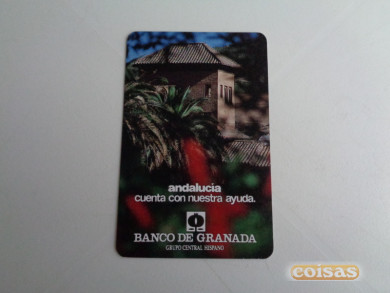 andalucia
cuenta con nuestra ayuda.
BANCO DE GRANADA
GRUPO CENTRAL HISPANO
coisas